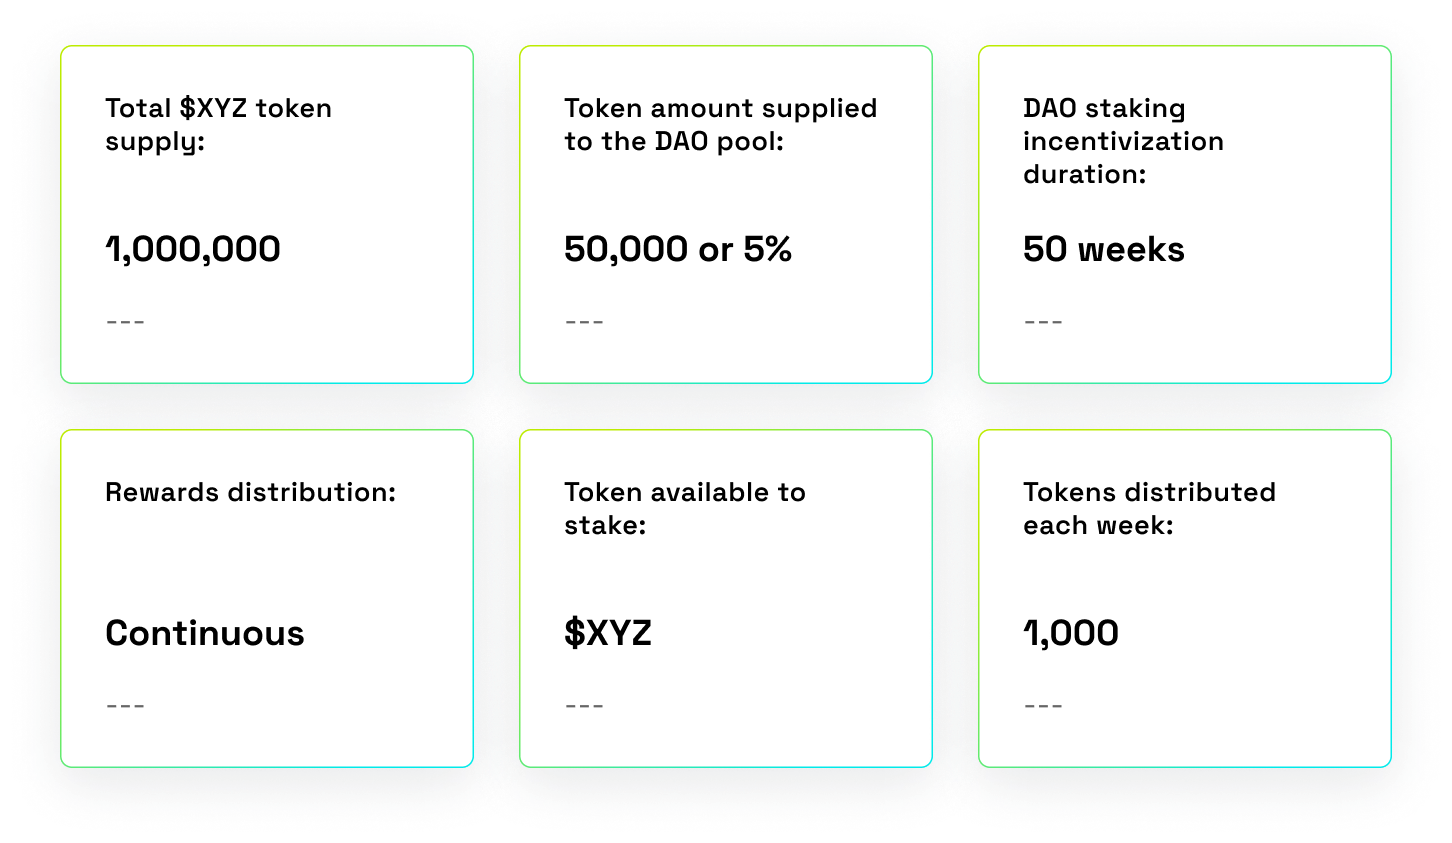 Total $XYZ token
supply:
1,000,000
---
Token amount supplied
to the DAO pool:
50,000 or 5%
---
DAO staking
incentivization
duration:
50 weeks
---
Rewards distribution:
Continuous
---
Token available to
stake:
$XYZ
---
Tokens distributed
each week:
1,000
---